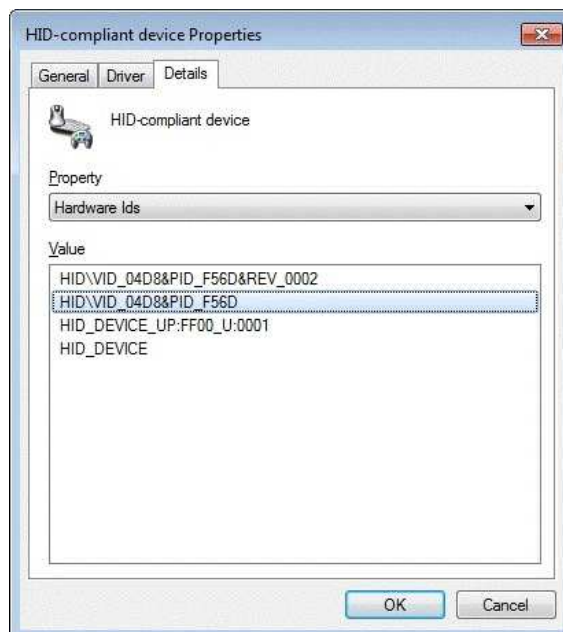 HID-compliant device Properties
General Driver Details
HID-compliant device
Property
Hardware Ids
Value
HID\VID_04D8&PID_F56D&REV_0002
HID\VID_04D8&PID_F56D
HID_DEVICE_UP:FF00_U:0001
HID_DEVICE
OK Cancel